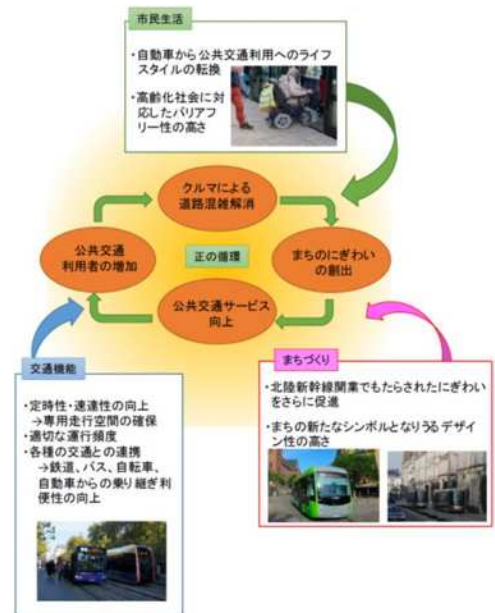 市民生活
・自動車から公共交通利用へのライフ
スタイルの転換
・高齢化社会に対
応したバリアフ
リー性の高さ
クルマによる
道路混雑解消
公共交通
利用者の増加
正の循環
まちのにぎわい
の創出
公共交通サービス
向上
交通機能
・定時性・速達性の向上
→専用走行空間の確保
・適切な運行頻度
・各種の交通との連携
→鉄道、バス、自転車、
自動車からの乗り継ぎ利
便性の向上
まちづくり
・北陸新幹線開業でもたらされたにぎわい
をさらに促進
・まちの新たなシンボルとなりうるデザイ
ン性の高さ